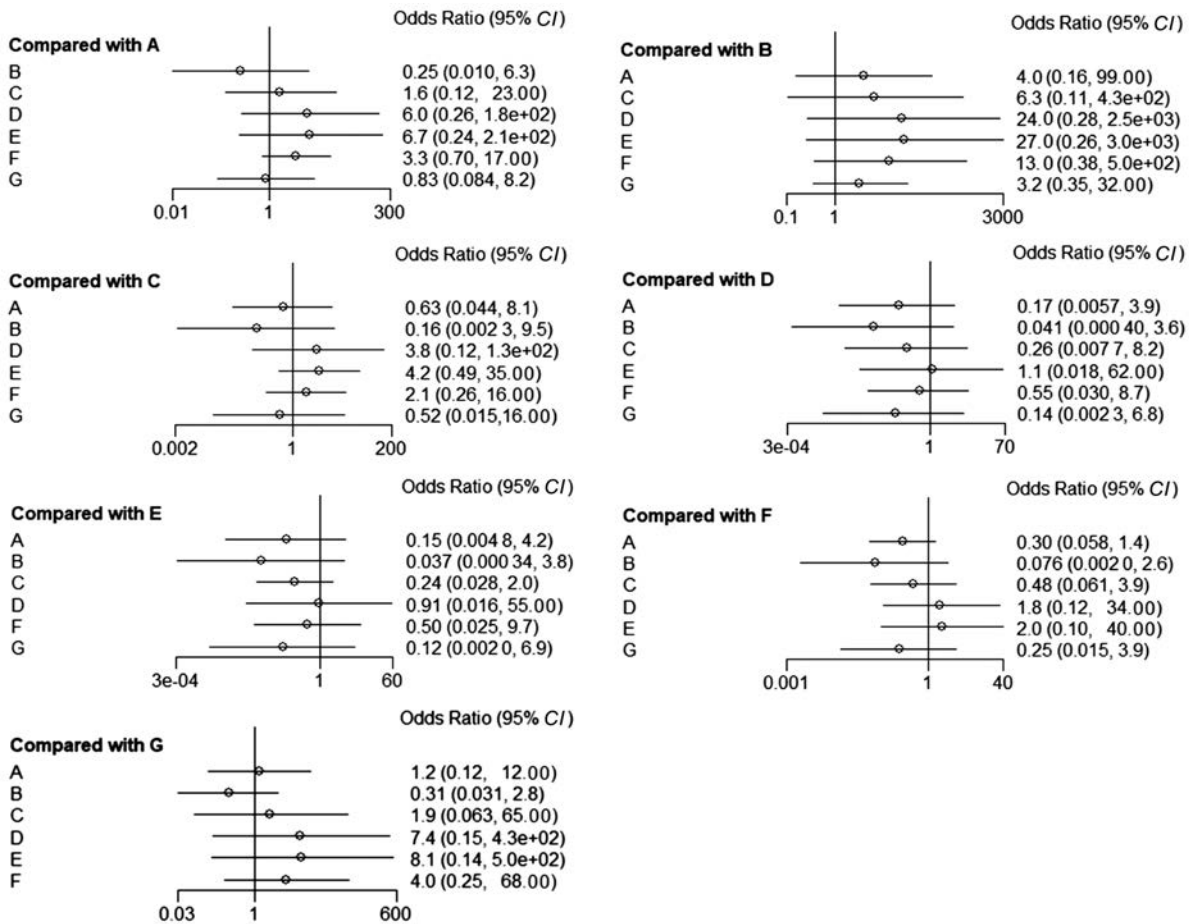 Odds Ratio (95% CI)
Compared with A
B 0.25 (0.010, 6.3)
C 1.6 (0.12, 23.00)
D 6.0 (0.26, 1.8e+02)
E 6.7 (0.24, 2.1e+02)
F 3.3 (0.70, 17.00)
G 0.83 (0.084, 8.2)
0.01 1 300
Odds Ratio (95% CI)
Compared with B
A 4.0 (0.16, 99.00)
C 6.3 (0.11, 4.3e+02)
D 24.0 (0.28, 2.5e+03)
E 27.0 (0.26, 3.0e+03)
F 13.0 (0.38, 5.0e+02)
G 3.2 (0.35, 32.00)
0.1 1 3000
Odds Ratio (95% CI)
Compared with C
A 0.63 (0.044, 8.1)
B 0.16 (0.002 3, 9.5)
D 3.8 (0.12, 1.3e+02)
E 4.2 (0.49, 35.00)
F 2.1 (0.26, 16.00)
G 0.52 (0.015,16.00)
0.002 1 200
Odds Ratio (95% CI)
Compared with D
A 0.17 (0.0057, 3.9)
B 0.041 (0.000 40, 3.6)
C 0.26 (0.007 7, 8.2)
E 1.1 (0.018, 62.00)
F 0.55 (0.030, 8.7)
G 0.14 (0.002 3, 6.8)
3e-04 1 70
Odds Ratio (95% CI)
Compared with E
A 0.15 (0.004 8, 4.2)
B 0.037 (0.000 34, 3.8)
C 0.24 (0.028, 2.0)
D 0.91 (0.016, 55.00)
F 0.50 (0.025, 9.7)
G 0.12 (0.002 0, 6.9)
3e-04 1 60
Odds Ratio (95% CI)
Compared with F
A 0.30 (0.058, 1.4)
B 0.076 (0.002 0, 2.6)
C 0.48 (0.061, 3.9)
D 1.8 (0.12, 34.00)
E 2.0 (0.10, 40.00)
G 0.25 (0.015, 3.9)
0.001 1 40
Odds Ratio (95% CI)
Compared with G
A 1.2 (0.12, 12.00)
B 0.31 (0.031, 2.8)
C 1.9 (0.063, 65.00)
D 7.4 (0.15, 4.3e+02)
E 8.1 (0.14, 5.0e+02)
F 4.0 (0.25, 68.00)
0.03 1 600